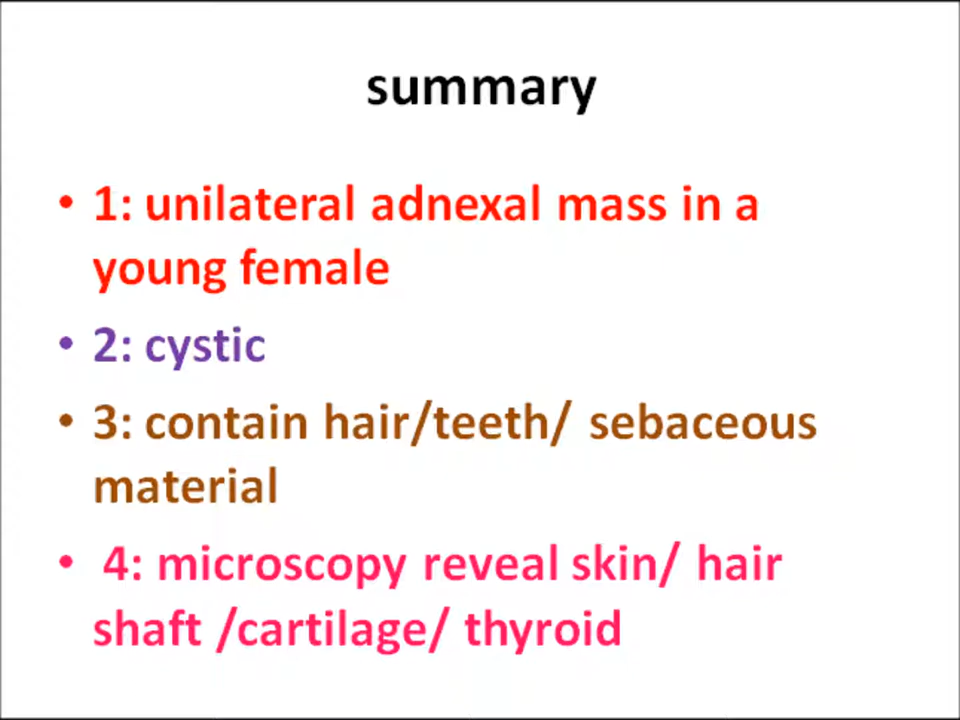 summary
• 1: unilateral adnexal mass in a
young female
• 2: cystic
• 3: contain hair/teeth/ sebaceous
material
• 4: microscopy reveal skin/ hair
shaft /cartilage/ thyroid